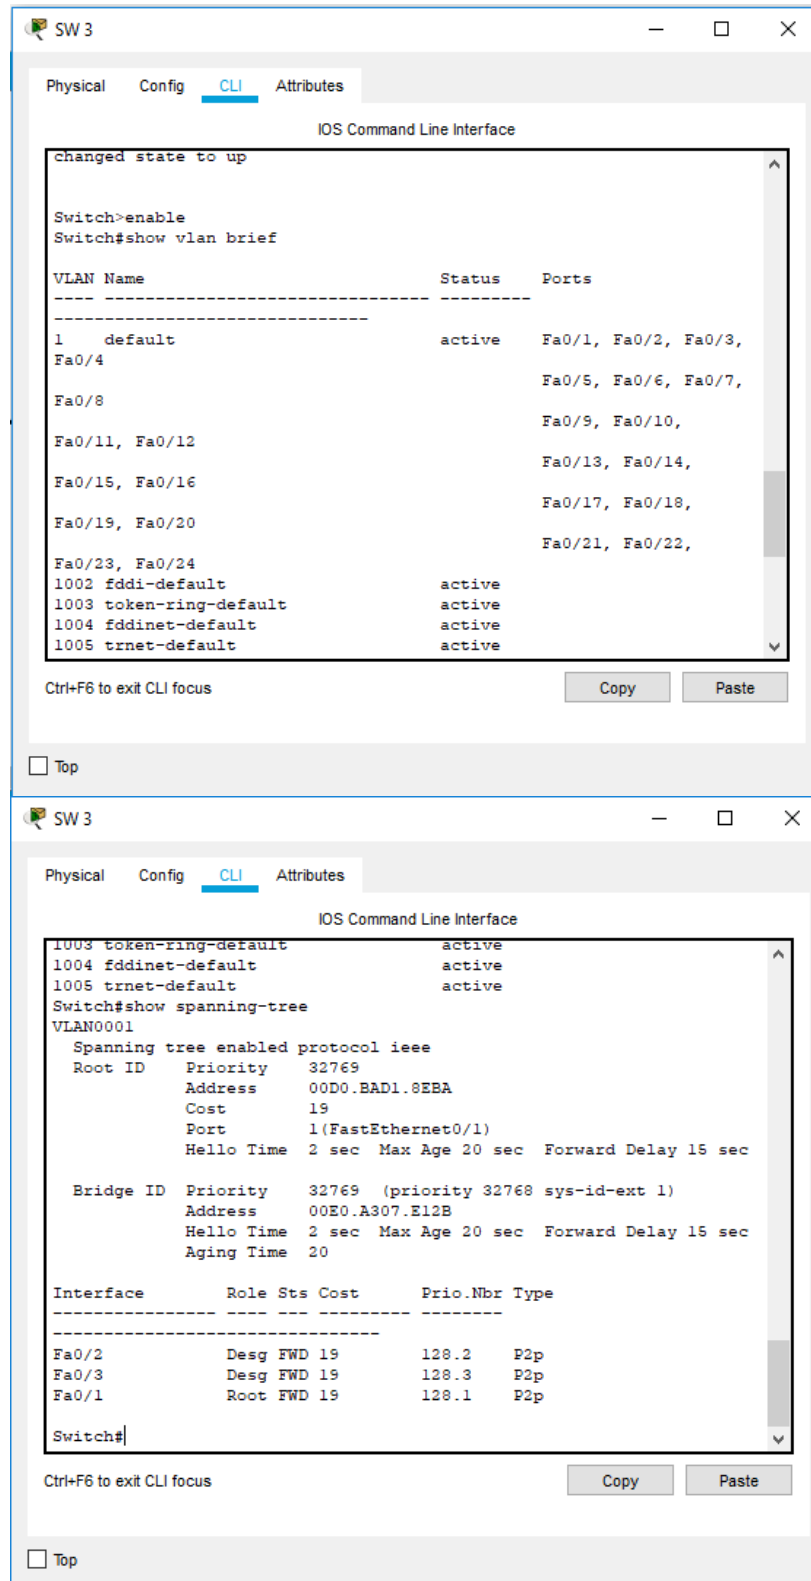 SW 3
Physical Config CLI Attributes
IOS Command Line Interface
changed state to up
Switch>enable
Switch#show vlan brief
VLAN Name                             Status    Ports
---- -------------------------------- ---------
-------------------------------
1    default                          active    Fa0/1, Fa0/2, Fa0/3,
Fa0/4
                                                Fa0/5, Fa0/6, Fa0/7,
Fa0/8
                                                Fa0/9, Fa0/10,
Fa0/11, Fa0/12
                                                Fa0/13, Fa0/14,
Fa0/15, Fa0/16
                                                Fa0/17, Fa0/18,
Fa0/19, Fa0/20
                                                Fa0/21, Fa0/22,
Fa0/23, Fa0/24
1002 fddi-default                     active
1003 token-ring-default               active
1004 fddinet-default                  active
1005 trnet-default                    active
Ctrl+F6 to exit CLI focus
Copy Paste
Top
SW 3
Physical Config CLI Attributes
IOS Command Line Interface
1003 token-ring-default               active
1004 fddinet-default                  active
1005 trnet-default                    active
Switch#show spanning-tree
VLAN0001
  Spanning tree enabled protocol ieee
  Root ID    Priority    32769
             Address     00D0.BAD1.8EBA
             Cost        19
             Port        1(FastEthernet0/1)
             Hello Time  2 sec  Max Age 20 sec  Forward Delay 15 sec
  Bridge ID  Priority    32769  (priority 32768 sys-id-ext 1)
             Address     00E0.A307.E12B
             Hello Time  2 sec  Max Age 20 sec  Forward Delay 15 sec
             Aging Time  20
Interface        Role Sts Cost      Prio.Nbr Type
---------------- ---- --- --------- --------
--------------------------------
Fa0/2            Desg FWD 19        128.2    P2p
Fa0/3            Desg FWD 19        128.3    P2p
Fa0/1            Root FWD 19        128.1    P2p
Switch#
Ctrl+F6 to exit CLI focus
Copy Paste
Top